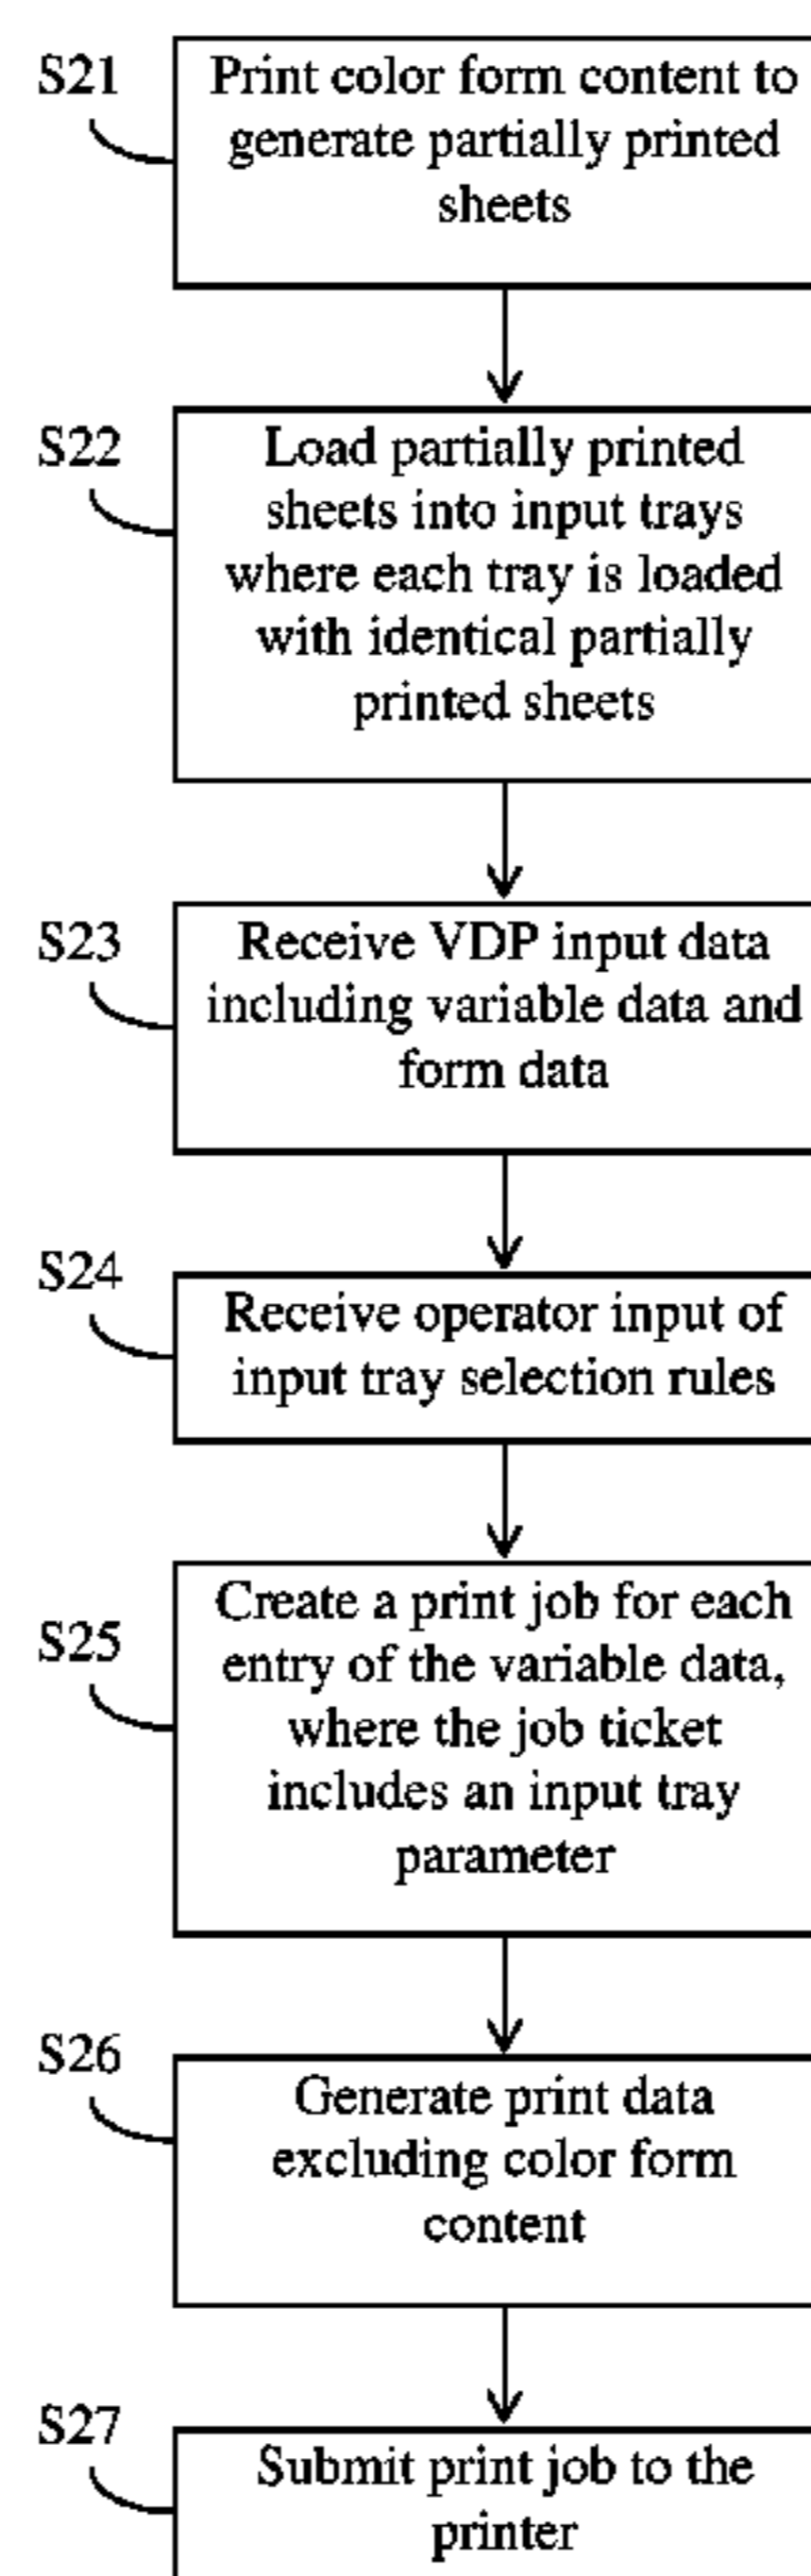 S21
Print color form content to
generate partially printed
sheets
S22
Load partially printed
sheets into input trays
where each tray is loaded
with identical partially
printed sheets
S23
Receive VDP input data
including variable data and
form data
S24
Receive operator input of
input tray selection rules
S25
Create a print job for each
entry of the variable data,
where the job ticket
includes an input tray
parameter
S26
Generate print data
excluding color form
content
S27
Submit print job to the
printer